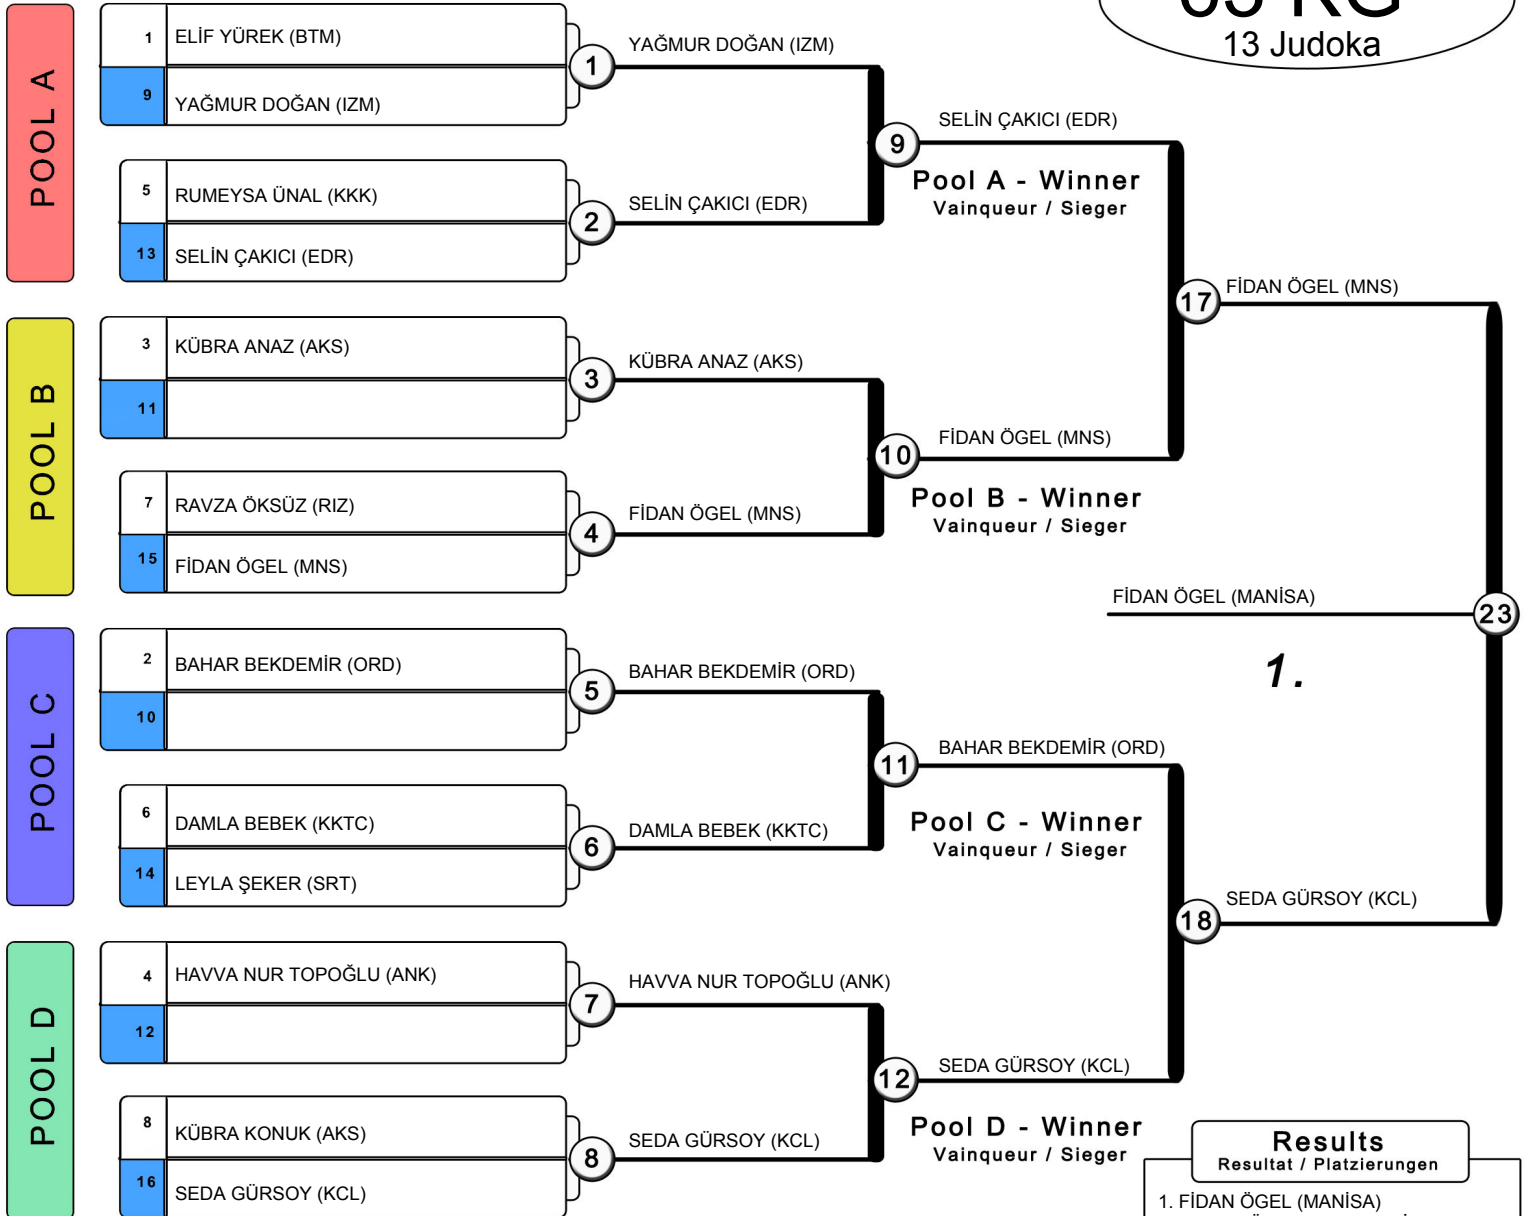 KG
13 Judoka
POOL A
1 ELİF YÜREK (BTM)
9 YAĞMUR DOĞAN (IZM)
1
YAĞMUR DOĞAN (IZM)
5 RUMEYSA ÜNAL (KKK)
13 SELİN ÇAKICI (EDR)
2
SELİN ÇAKICI (EDR)
9
SELİN ÇAKICI (EDR)
Pool A - Winner
Vainqueur / Sieger
POOL B
3 KÜBRA ANAZ (AKS)
11
3
KÜBRA ANAZ (AKS)
7 RAVZA ÖKSÜZ (RIZ)
15 FİDAN ÖGEL (MNS)
4
FİDAN ÖGEL (MNS)
10
FİDAN ÖGEL (MNS)
Pool B - Winner
Vainqueur / Sieger
17
FİDAN ÖGEL (MNS)
FİDAN ÖGEL (MANİSA)
23
1.
POOL C
2 BAHAR BEKDEMİR (ORD)
10
5
BAHAR BEKDEMİR (ORD)
6 DAMLA BEBEK (KKTC)
14 LEYLA ŞEKER (SRT)
6
DAMLA BEBEK (KKTC)
11
BAHAR BEKDEMİR (ORD)
Pool C - Winner
Vainqueur / Sieger
18
SEDA GÜRSOY (KCL)
POOL D
4 HAVVA NUR TOPOĞLU (ANK)
12
7
HAVVA NUR TOPOĞLU (ANK)
8 KÜBRA KONUK (AKS)
16 SEDA GÜRSOY (KCL)
8
SEDA GÜRSOY (KCL)
12
SEDA GÜRSOY (KCL)
Pool D - Winner
Vainqueur / Sieger
Results
Resultat / Platzierungen
1. FİDAN ÖGEL (MANİSA)